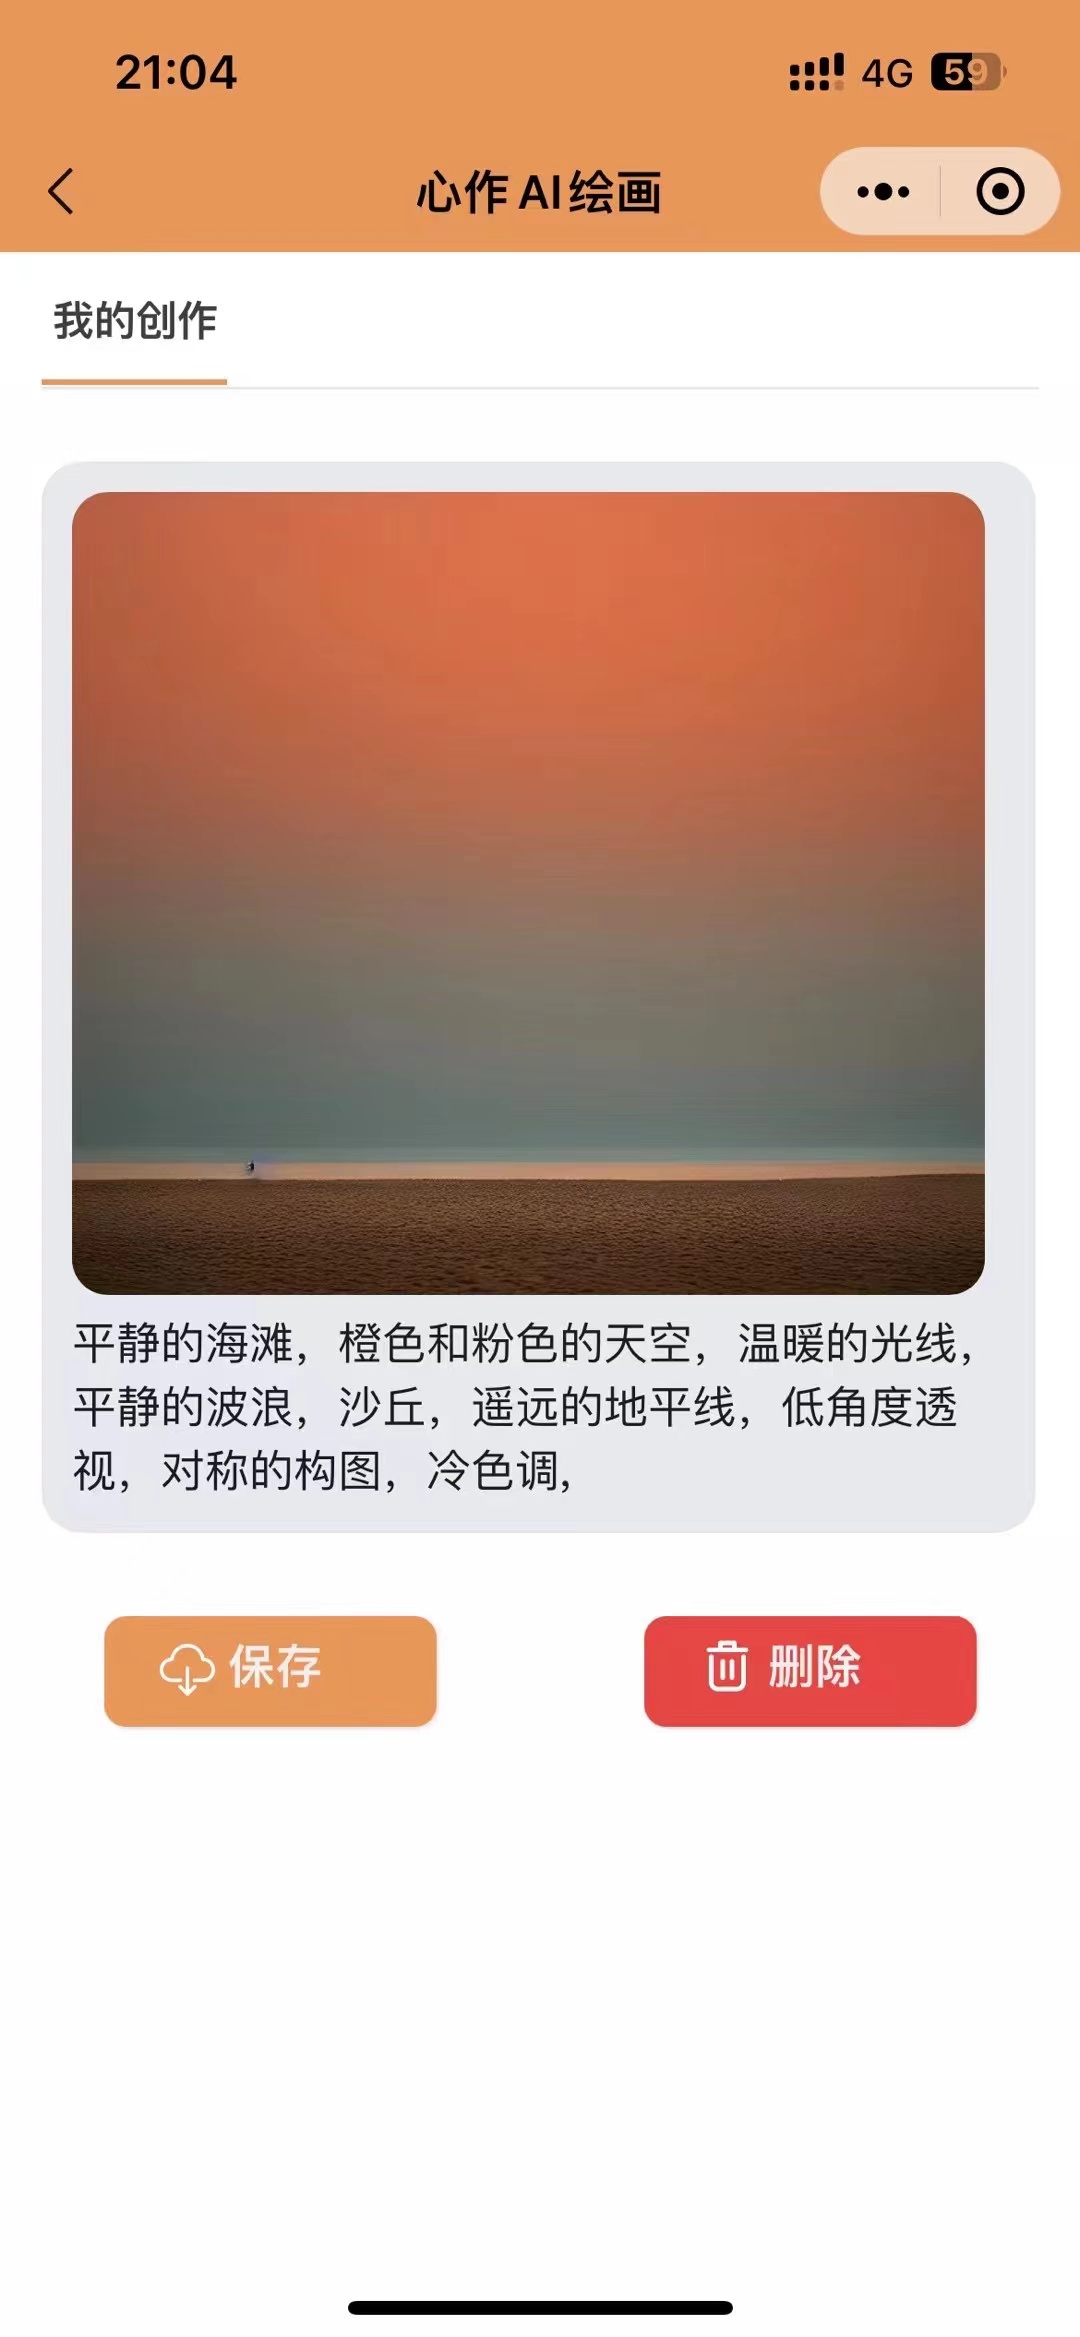 21:04
4G 59
心作AI绘画
我的创作
平静的海滩，橙色和粉色的天空，温暖的光线，
平静的波浪，沙丘，遥远的地平线，低角度透
视，对称的构图，冷色调，
保存
删除